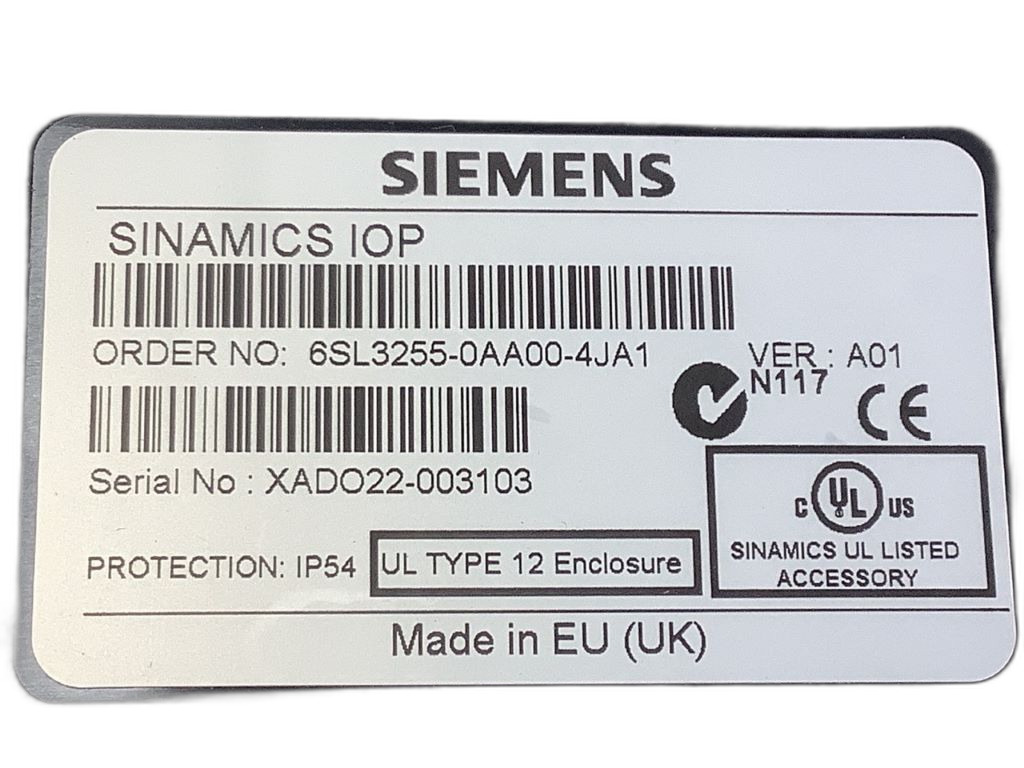 SIEMENS
SINAMICS IOP
ORDER NO: 6SL3255-0AA00-4JA1
VER : A01
N117
CE
Serial No : XADO22-003103
C UL US
SINAMICS UL LISTED
ACCESSORY
PROTECTION: IP54
UL TYPE 12 Enclosure
Made in EU (UK)